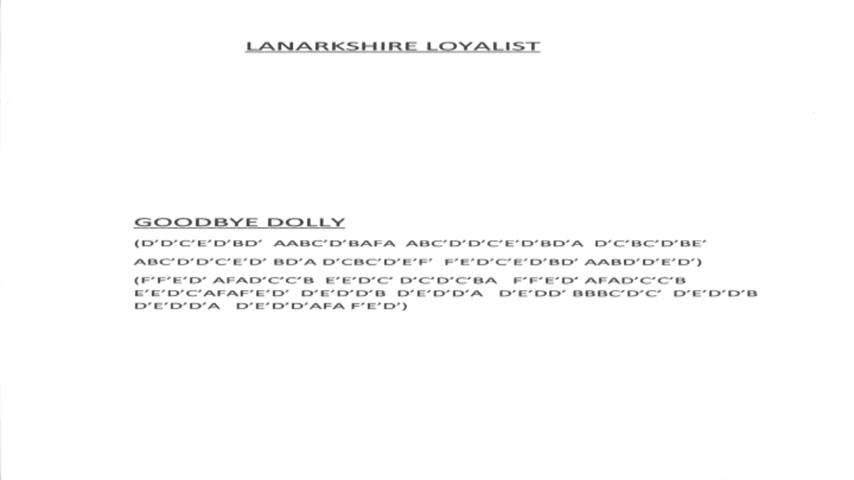 LANARKSHIRE LOYALIST
GOODBYE DOLLY
(D'D'C'E'D'BD' AABC'D'BAFA ABC'D'D'C'E'D'BD'A D'C'BC'D'BE'
ABC'D'D'C'E'D' BD'A D'CBC'D'E'F' F'E'D'C'E'D'BD' AABD'D'E'D')
(F'F'E'D' AFAD'C'C'B E'E'D'C' D'C'D'C'BA F'F'E'D' AFAD'C'C'B
E'E'D'C'AFAF'E'D' D'E'D'D'B D'E'D'D'A D'E'DD' BBBC'D'C' D'E'D'D'B
D'E'D'D'A D'E'D'D'AFA F'E'D')